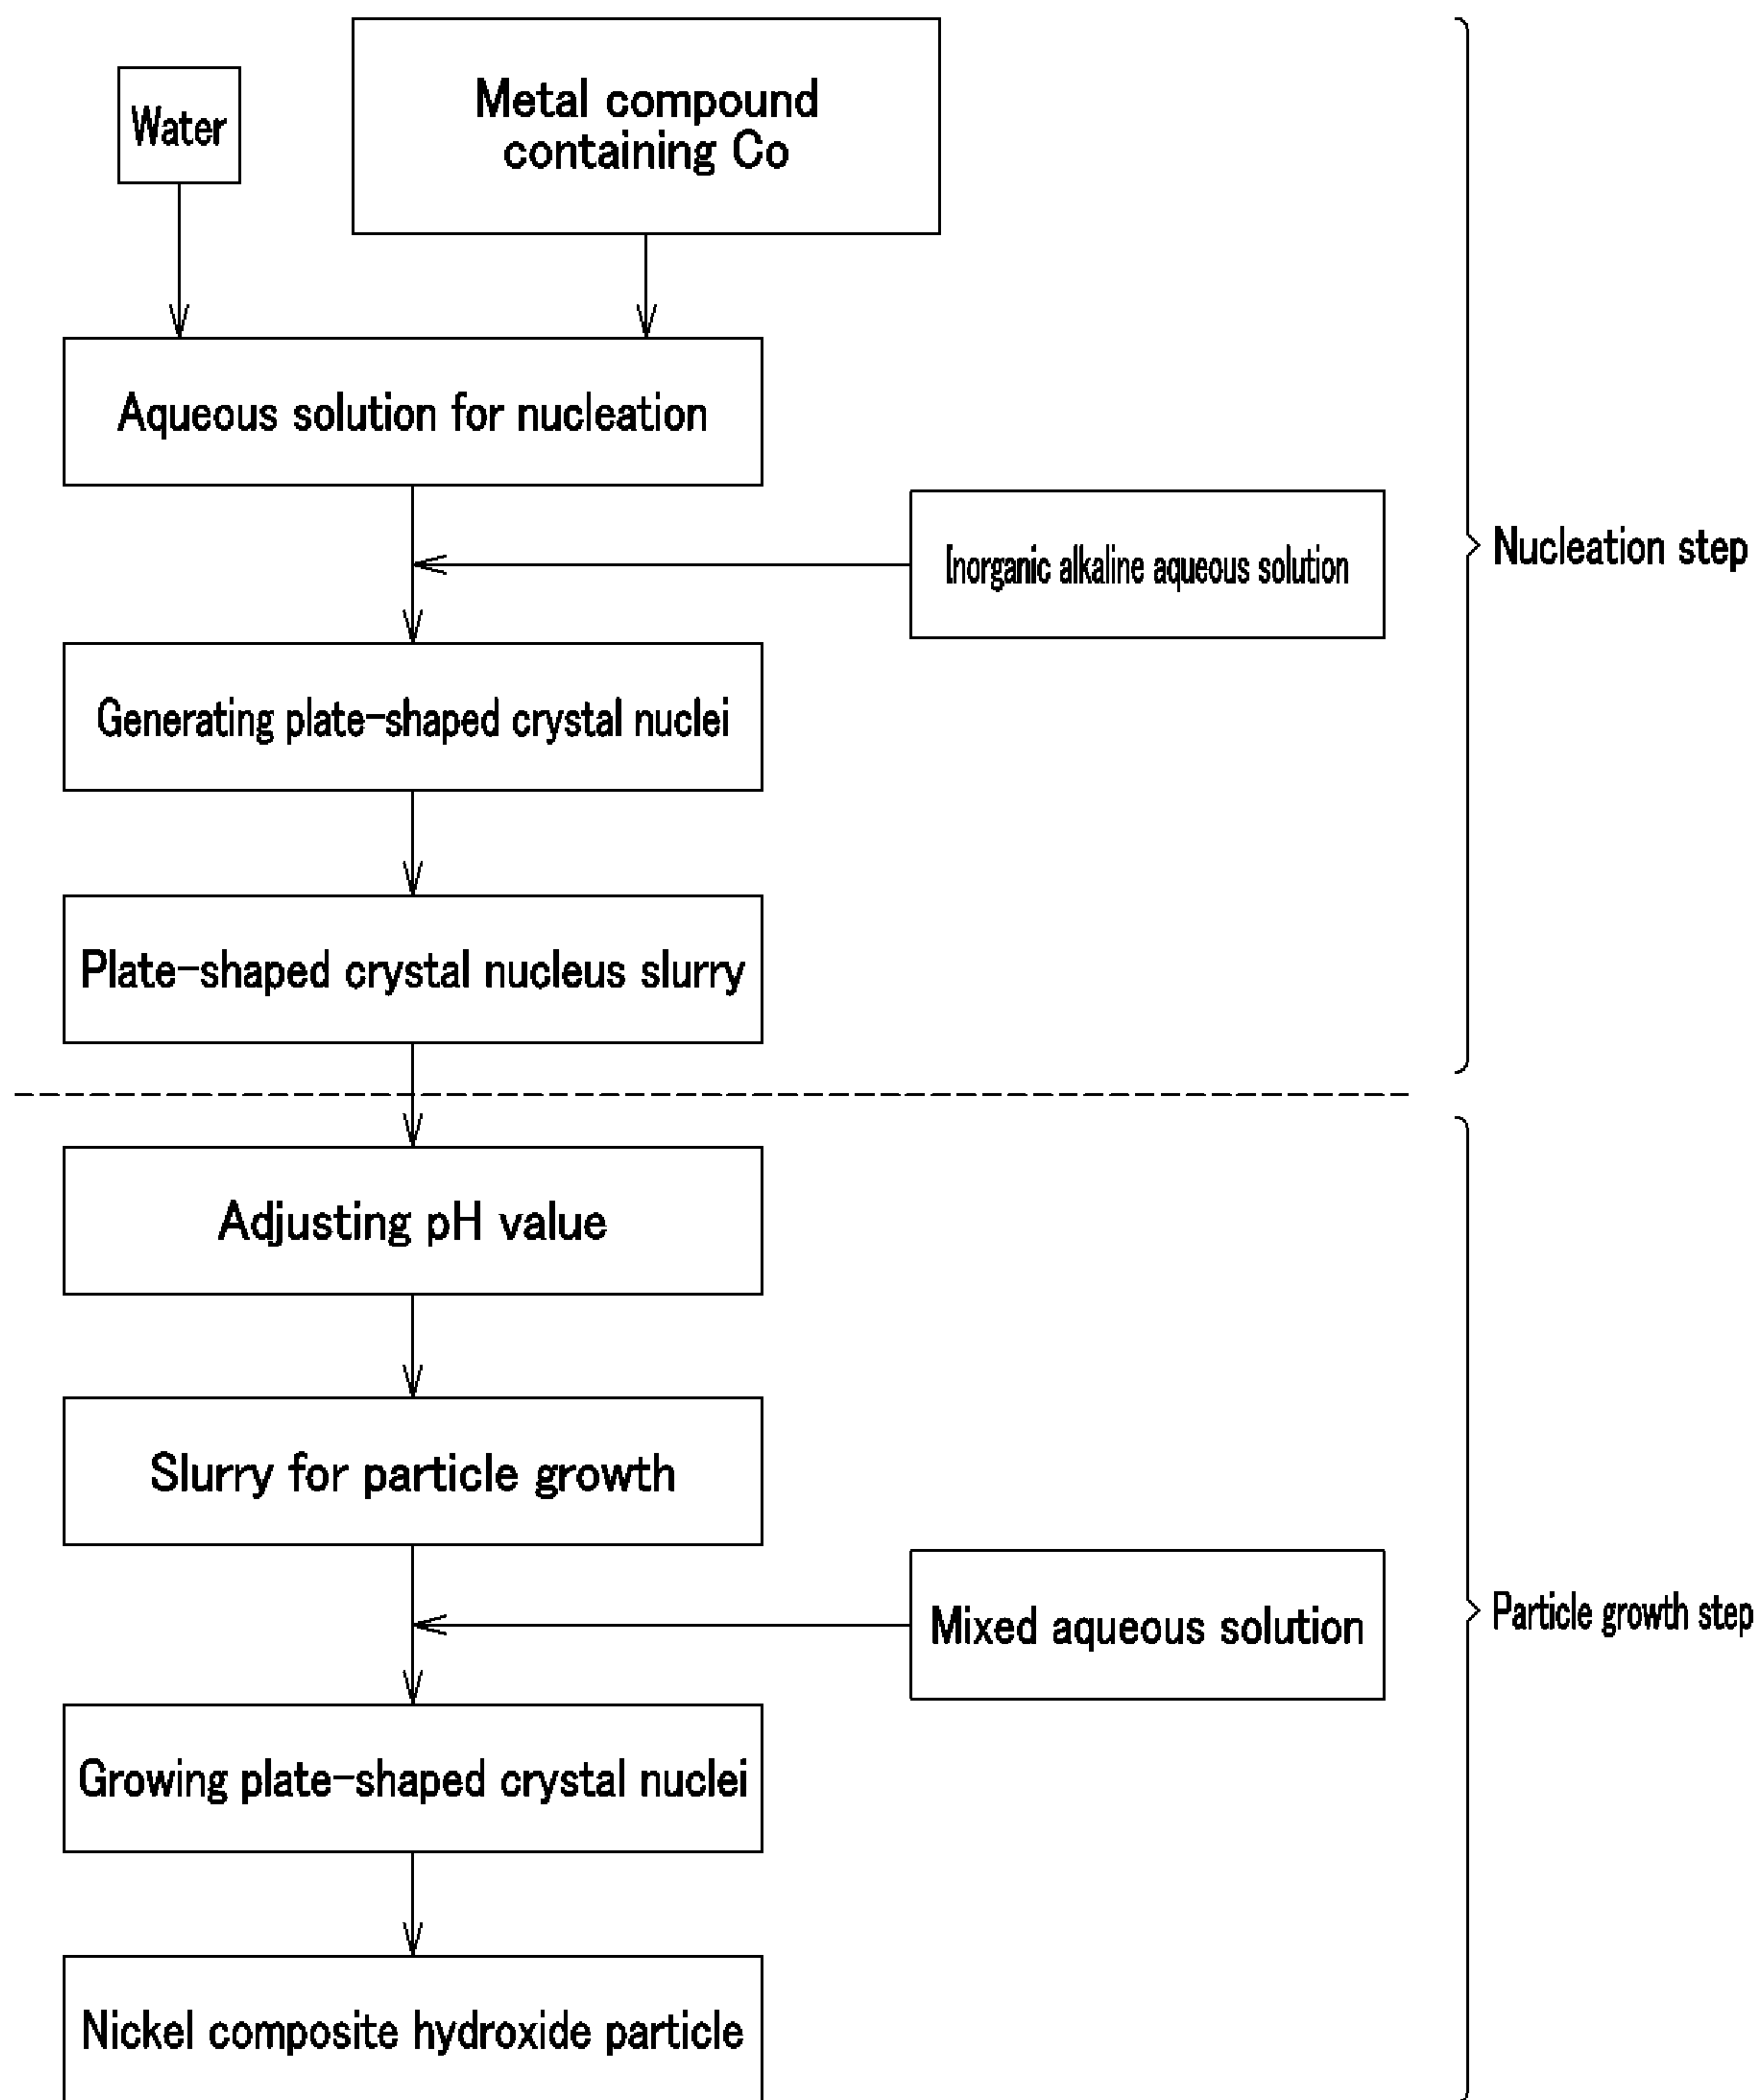 Water
Metal compound
containing Co
Aqueous solution for nucleation
Inorganic alkaline aqueous solution
Nucleation step
Generating plate-shaped crystal nuclei
Plate-shaped crystal nucleus slurry
Adjusting pH value
Slurry for particle growth
Mixed aqueous solution
Particle growth step
Growing plate-shaped crystal nuclei
Nickel composite hydroxide particle